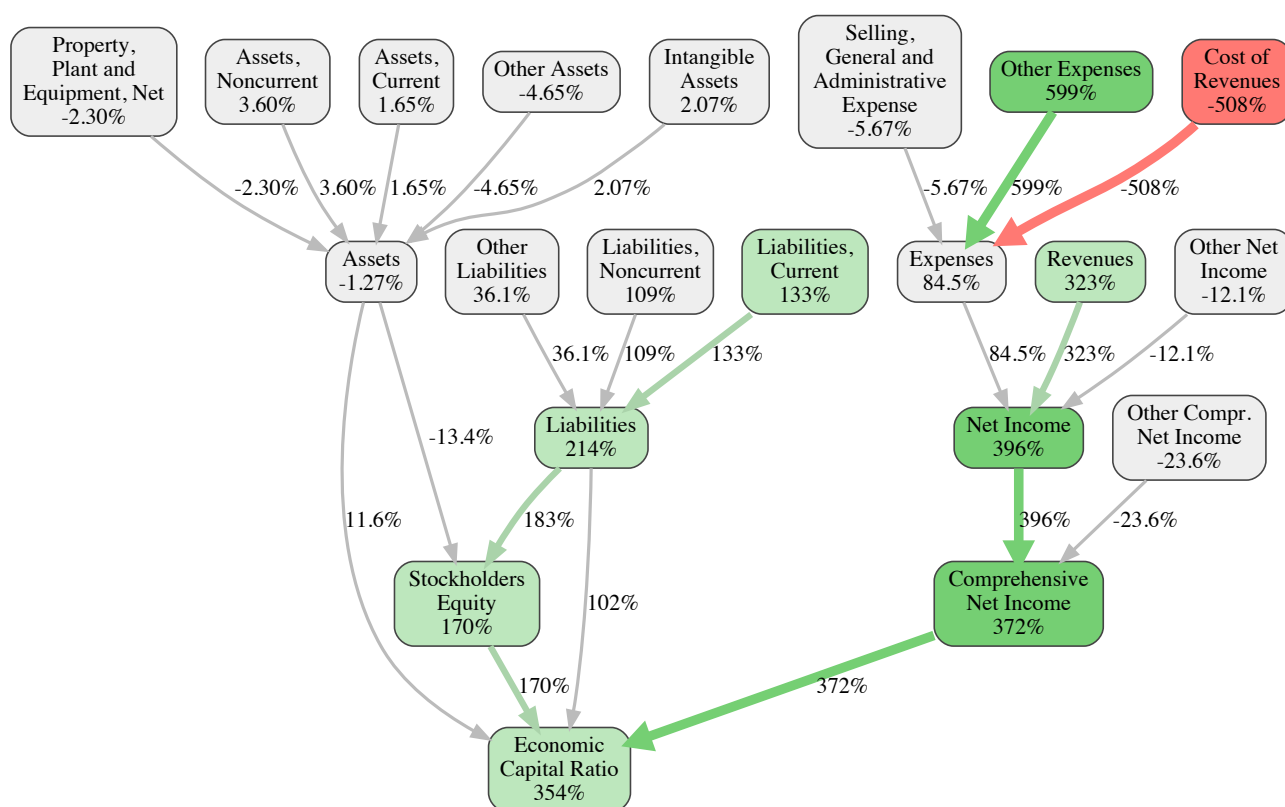 Property,
Plant and
Equipment, Net
-2.30%
Assets,
Noncurrent
3.60%
Assets,
Current
1.65%
Other Assets
-4.65%
Intangible
Assets
2.07%
Selling,
General and
Administrative
Expense
-5.67%
Other Expenses
599%
Cost of
Revenues
-508%
-2.30%
3.60%
1.65%
-4.65%
2.07%
-5.67%
599%
-508%
Assets
-1.27%
Other
Liabilities
36.1%
Liabilities,
Noncurrent
109%
Liabilities,
Current
133%
Expenses
84.5%
Revenues
323%
Other Net
Income
-12.1%
36.1%
109%
133%
84.5%
323%
-12.1%
Liabilities
214%
Net Income
396%
Other Compr.
Net Income
-23.6%
-13.4%
11.6%
183%
396%
-23.6%
Stockholders
Equity
170%
102%
Comprehensive
Net Income
372%
170%
372%
Economic
Capital Ratio
354%